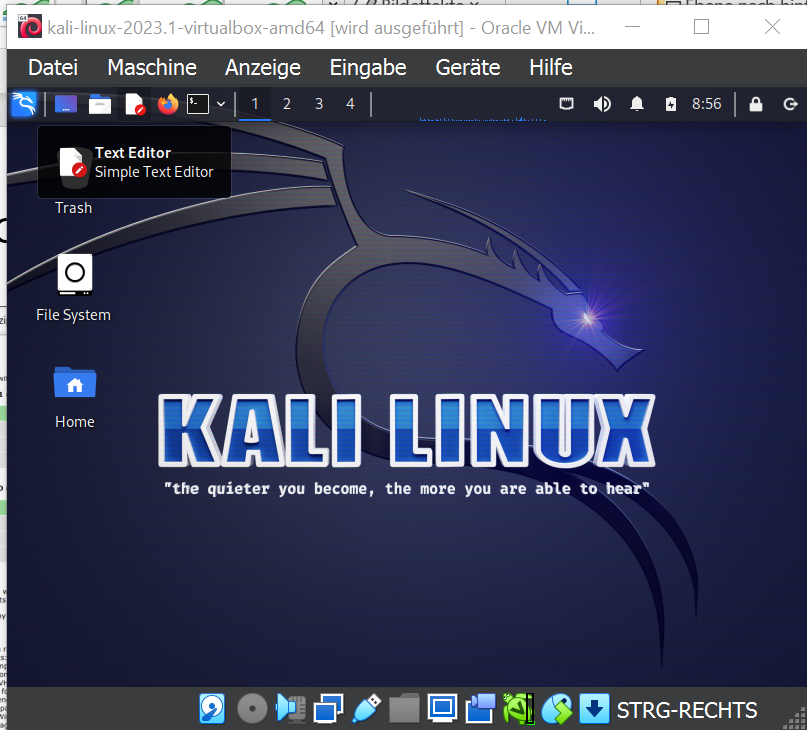 kali-linux-2023.1-virtualbox-amd64 [wird ausgeführt] - Oracle VM Vi...
Datei Maschine Anzeige Eingabe Geräte Hilfe
1 2 3 4 8:56
Text Editor
Simple Text Editor
Trash
File System
Home
KALI LINUX
"the quieter you become, the more you are able to hear"
STRG-RECHTS